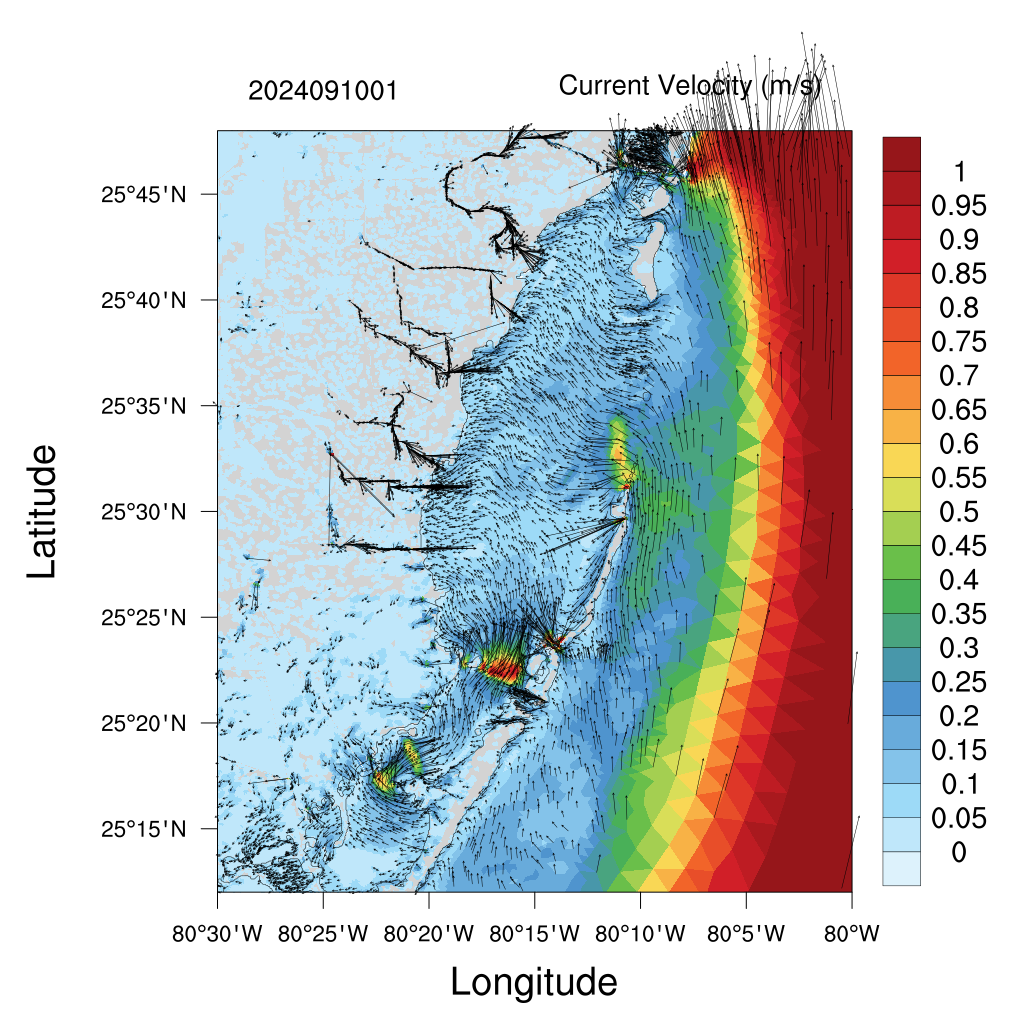 2024091001
Current Velocity (m/s)
Latitude
25°45'N
25°40'N
25°35'N
25°30'N
25°25'N
25°20'N
25°15'N
80°30'W
80°25'W
80°20'W
80°15'W
80°10'W
80°5'W
80°W
Longitude
1
0.95
0.9
0.85
0.8
0.75
0.7
0.65
0.6
0.55
0.5
0.45
0.4
0.35
0.3
0.25
0.2
0.15
0.1
0.05
0